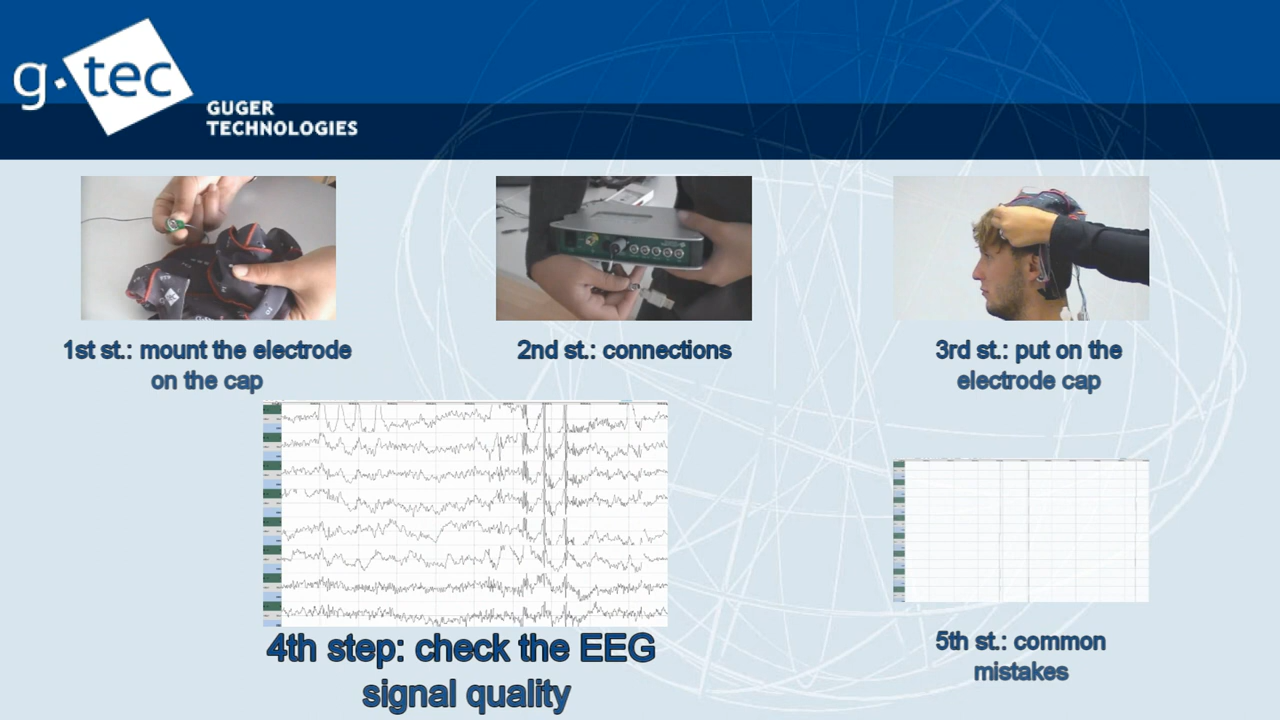 g.tec
GUGER
TECHNOLOGIES
1st st.: mount the electrode
on the cap
2nd st.: connections
3rd st.: put on the
electrode cap
4th step: check the EEG
signal quality
5th st.: common
mistakes